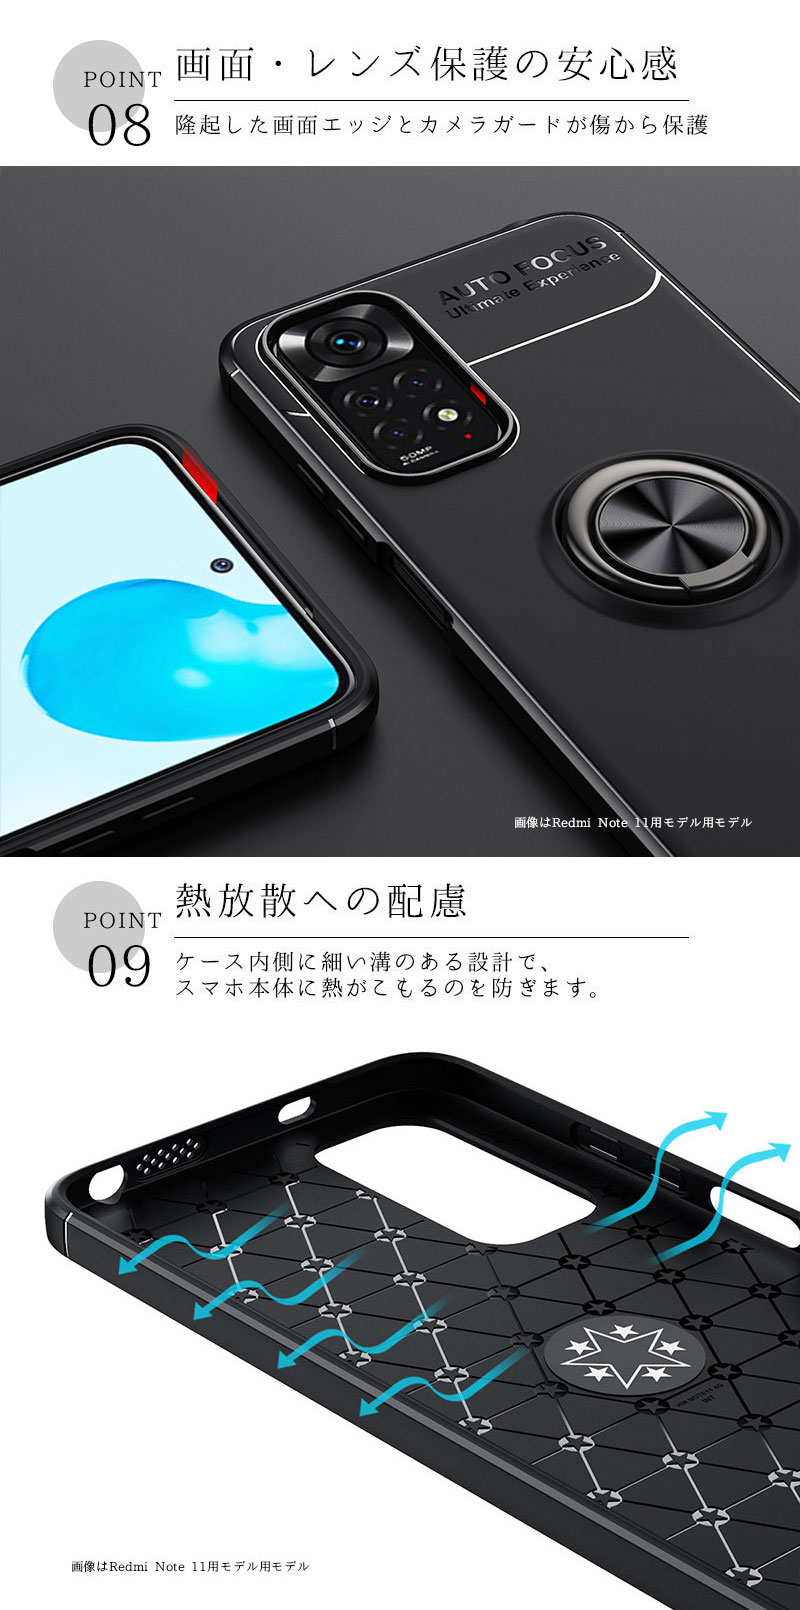 POINT
08
画面・レンズ保護の安心感
隆起した画面エッジとカメラガードが傷から保護
AUTO FOCUS
Ultimate Experience
50MP
AI CAMERA
画像はRedmi Note 11用モデル用モデル
POINT
09
熱放散への配慮
ケース内側に細い溝のある設計で、
スマホ本体に熱がこもるのを防ぎます。
HM NOTE11 4G
INT
画像はRedmi Note 11用モデル用モデル